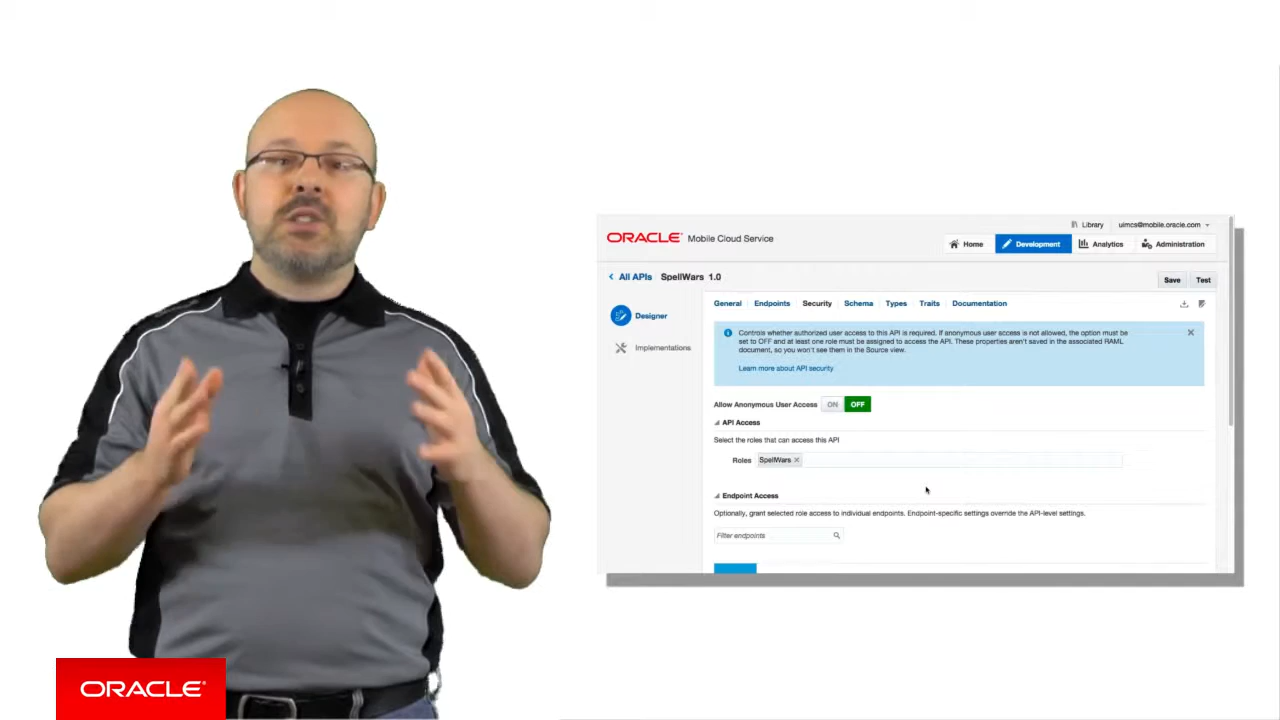 Library uimcs@mobile.oracle.com
ORACLE® Mobile Cloud Service
Home Development Analytics Administration
All APIs SpellWars 1.0
Save Test
Designer
Implementations
General Endpoints Security Schema Types Traits Documentation
Controls whether authorized user access to this API is required. If anonymous user access is not allowed, the option must be
set to OFF and at least one role must be assigned to access the API. These properties aren't saved in the associated RAML
document, so you won't see them in the Source view.
Learn more about API security
Allow Anonymous User Access ON OFF
API Access
Select the roles that can access this API
Roles SpellWars
Endpoint Access
Optionally, grant selected role access to individual endpoints. Endpoint-specific settings override the API-level settings.
Filter endpoints
ORACLE®